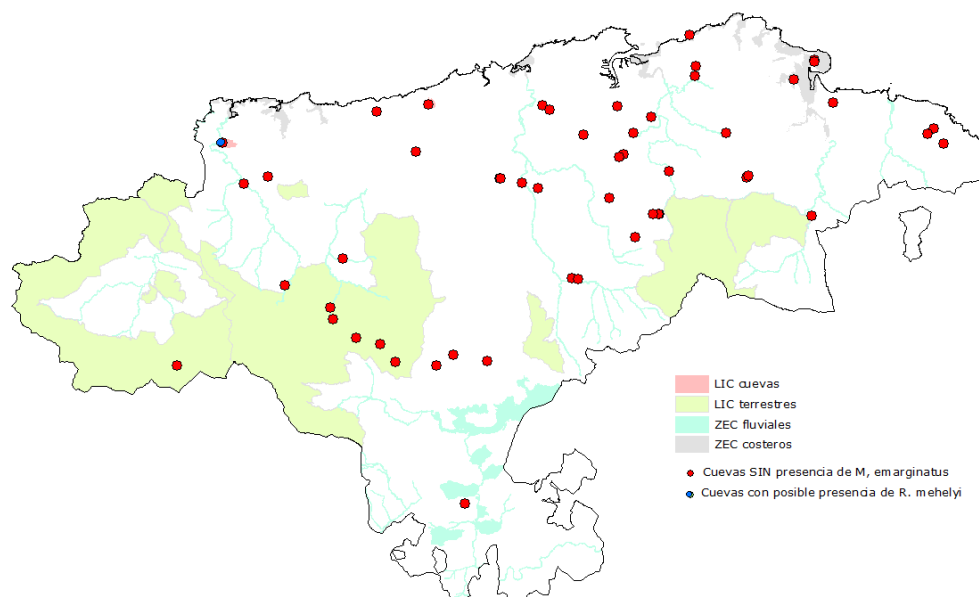 LIC cuevas
LIC terrestres
ZEC fluviales
ZEC costeros
Cuevas SIN presencia de M, emarginatus
Cuevas con posible presencia de R. mehelyi